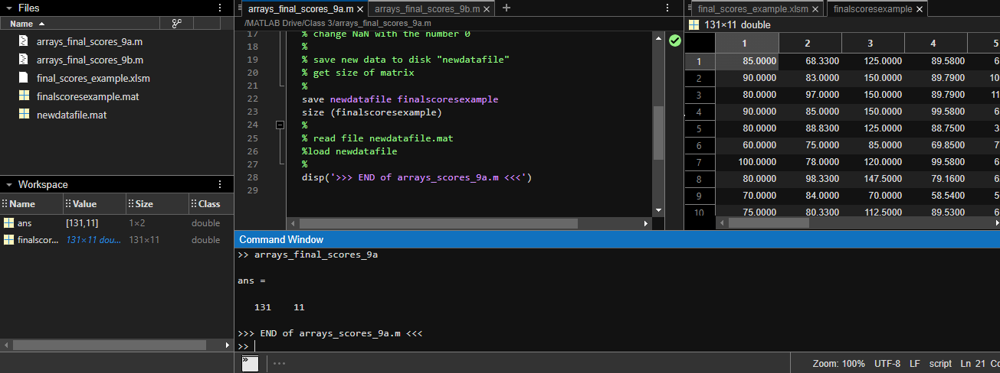 Files
Name
arrays_final_scores_9a.m
arrays_final_scores_9b.m
final_scores_example.xlsm
finalscoresexample.mat
newdatafile.mat
Workspace
Name Value Size Class
ans [131,11] 1×2 double
finalscor... 131×11 dou... 131×11 double
arrays_final_scores_9a.m × arrays_final_scores_9b.m × +
/MATLAB Drive/Class 3/arrays_final_scores_9a.m
17 % change NaN with the number 0
18 %
19 % save new data to disk "newdatafile"
20 % get size of matrix
21 %
22 save newdatafile finalscoresexample
23 size (finalscoresexample)
24 %
25 % read file newdatafile.mat
26 %load newdatafile
27 %
28 disp('>>> END of arrays_scores_9a.m <<<')
29
final_scores_example.xlsm × finalscoresexample ×
131×11 double
1 2 3 4 5
1 85.0000 68.3300 125.0000 89.5800 6
2 90.0000 83.0000 150.0000 89.7900 10
3 80.0000 97.0000 150.0000 89.7900 11
4 90.0000 85.0000 150.0000 99.5800 6
5 80.0000 88.8300 125.0000 88.7500 3
6 60.0000 75.0000 85.0000 69.8500 7
7 100.0000 78.0000 120.0000 99.5800 6
8 80.0000 98.3300 147.5000 79.1600 6
9 70.0000 84.0000 70.0000 58.5400 5
10 75.0000 80.3300 112.5000 89.5300 6
Command Window
>> arrays_final_scores_9a
ans =
131 11
>>> END of arrays_scores_9a.m <<<
>>
Zoom: 100% UTF-8 LF script Ln 21 Co